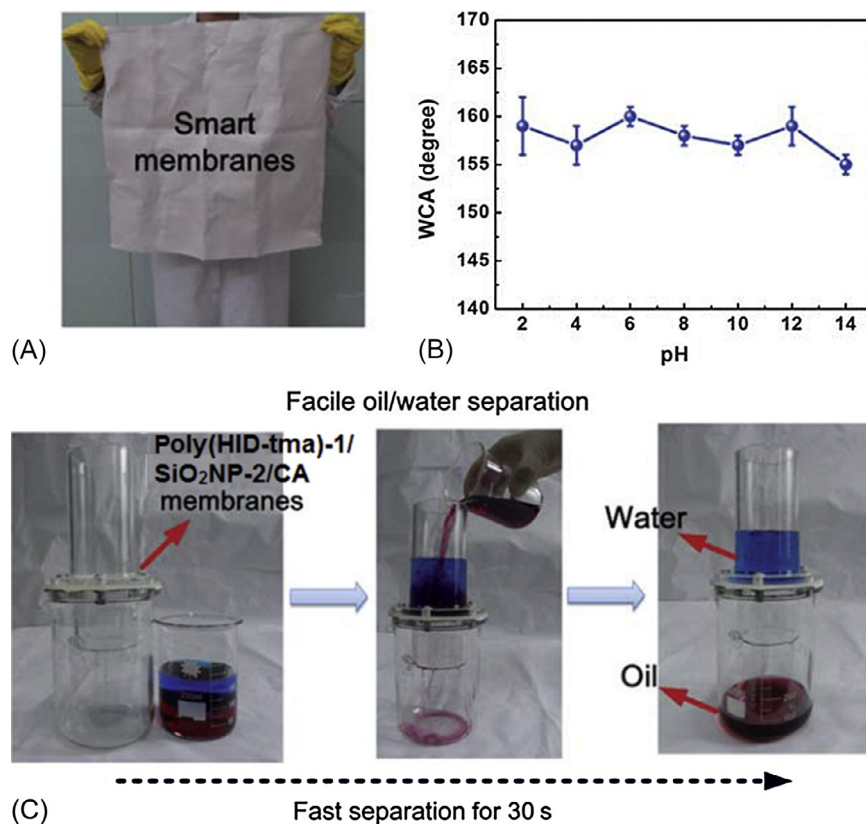 Smart
membranes
(A)
WCA (degree)
170
165
160
155
150
145
140
2 4 6 8 10 12 14
pH
(B)
Facile oil/water separation
Poly(HID-tma)-1/
SiO₂NP-2/CA
membranes
Water
Oil
Fast separation for 30 s
(C)